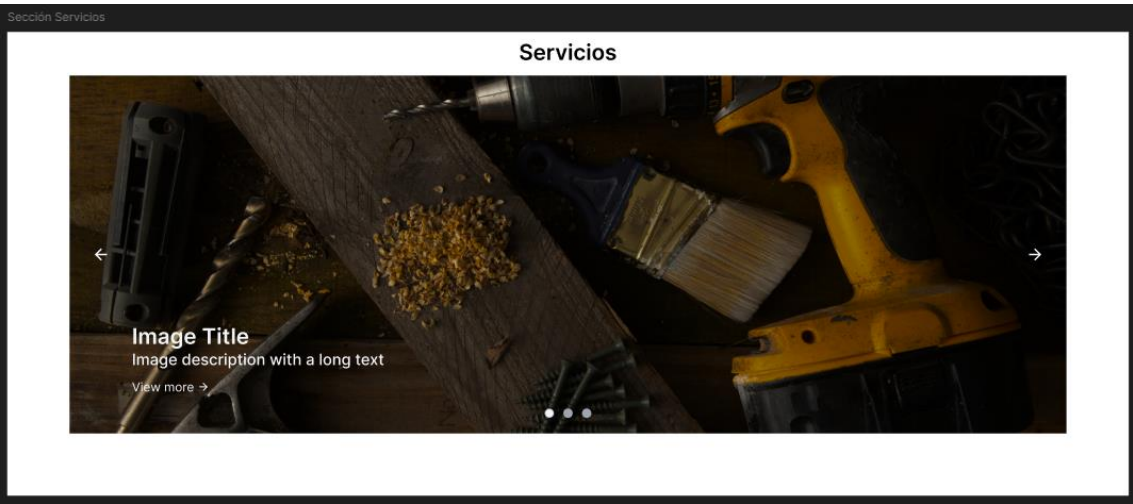 Sección Servicios
Servicios
Image Title
Image description with a long text
View more →